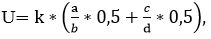 U= k * (a/b * 0,5 + c/d * 0,5),